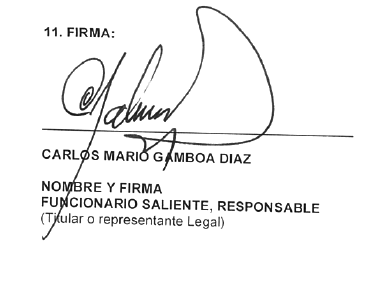 11. FIRMA:
CARLOS MARIO GAMBOA DIAZ
NOMBRE Y FIRMA
FUNCIONARIO SALIENTE, RESPONSABLE
(Titular o representante Legal)